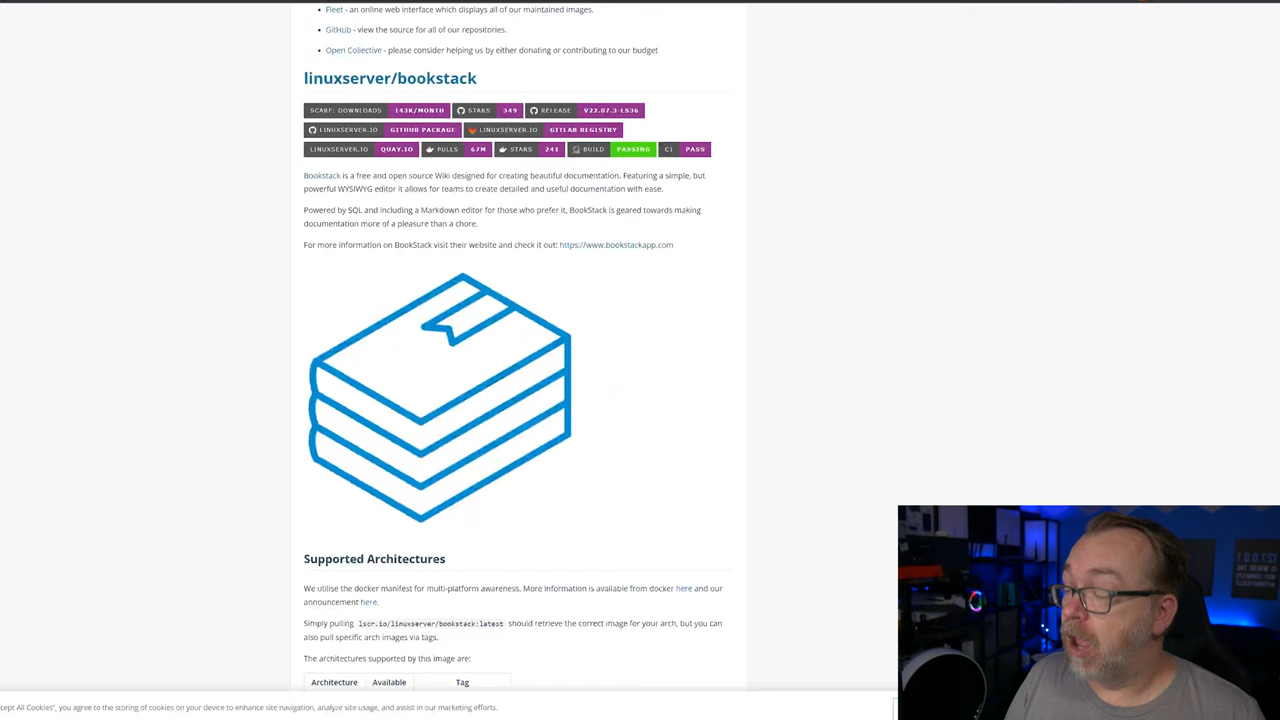 Fleet - an online web interface which displays all of our maintained images.
GitHub - view the source for all of our repositories.
Open Collective - please consider helping us by either donating or contributing to our budget
linuxserver/bookstack
SCARF: DOWNLOADS 143K/MONTH STARS 349 RELEASE V22.07.3-LS36
LINUXSERVER.IO GITHUB PACKAGE LINUXSERVER.IO GITLAB REGISTRY
LINUXSERVER.IO QUAY.IO PULLS 67M STARS 241 BUILD PASSING CI PASS
Bookstack is a free and open source Wiki designed for creating beautiful documentation. Featuring a simple, but
powerful WYSIWYG editor it allows for teams to create detailed and useful documentation with ease.
Powered by SQL and including a Markdown editor for those who prefer it, BookStack is geared towards making
documentation more of a pleasure than a chore.
For more information on BookStack visit their website and check it out: https://www.bookstackapp.com
Supported Architectures
We utilise the docker manifest for multi-platform awareness. More information is available from docker here and our
announcement here.
Simply pulling lscr.io/linuxserver/bookstack:latest should retrieve the correct image for your arch, but you can
also pull specific arch images via tags.
The architectures supported by this image are:
Architecture Available Tag
cept All Cookies", you agree to the scoring of cookies on your device to enhance site navigation, analyze site usage, and assist in our marketing efforts.